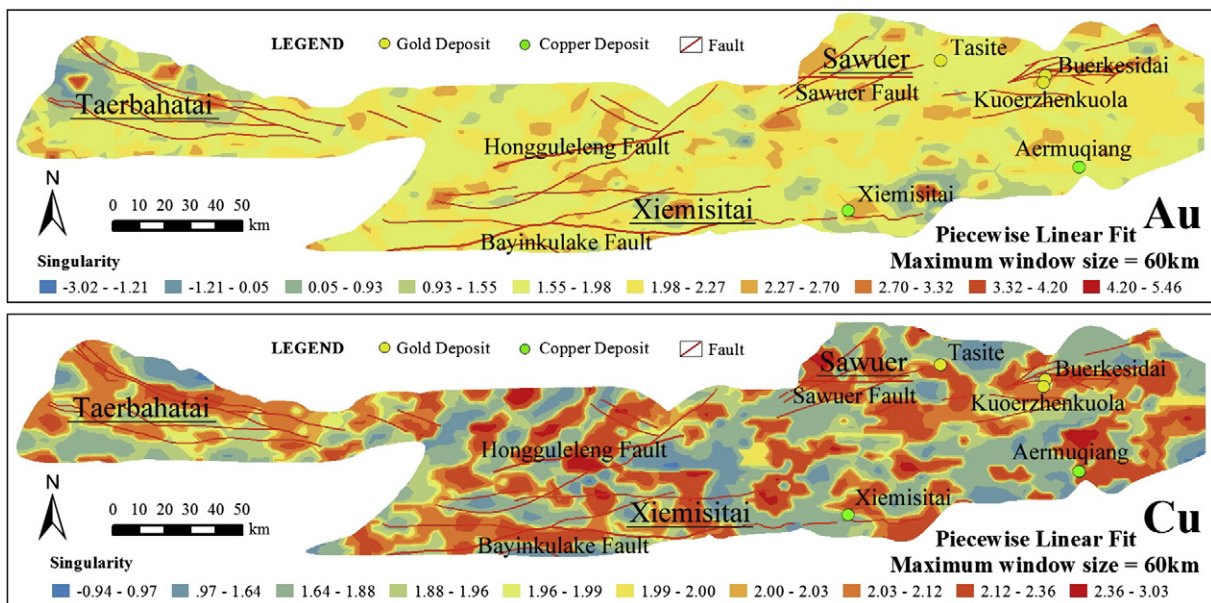 LEGEND Gold Deposit Copper Deposit Fault
Tasite
Sawuer
Buerkesidai
Taerbahatai
Sawuer Fault
Kuoerzhenkuola
Hongguleleng Fault
Aermuqiang
N
Xiemisitai
Xiemisitai
0 10 20 30 40 50
km
Bayinkulake Fault
Au
Piecewise Linear Fit
Maximum window size = 60km
Singularity
-3.02 - -1.21 -1.21 - 0.05 0.05 - 0.93 0.93 - 1.55 1.55 - 1.98 1.98 - 2.27 2.27 - 2.70 2.70 - 3.32 3.32 - 4.20 4.20 - 5.46
LEGEND Gold Deposit Copper Deposit Fault
Tasite
Sawuer
Buerkesidai
Taerbahatai
Sawuer Fault
Kuoerzhenkuola
Hongguleleng Fault
Aermuqiang
N
Xiemisitai
Xiemisitai
0 10 20 30 40 50
km
Bayinkulake Fault
Cu
Piecewise Linear Fit
Maximum window size = 60km
Singularity
-0.94 - 0.97 .97 - 1.64 1.64 - 1.88 1.88 - 1.96 1.96 - 1.99 1.99 - 2.00 2.00 - 2.03 2.03 - 2.12 2.12 - 2.36 2.36 - 3.03